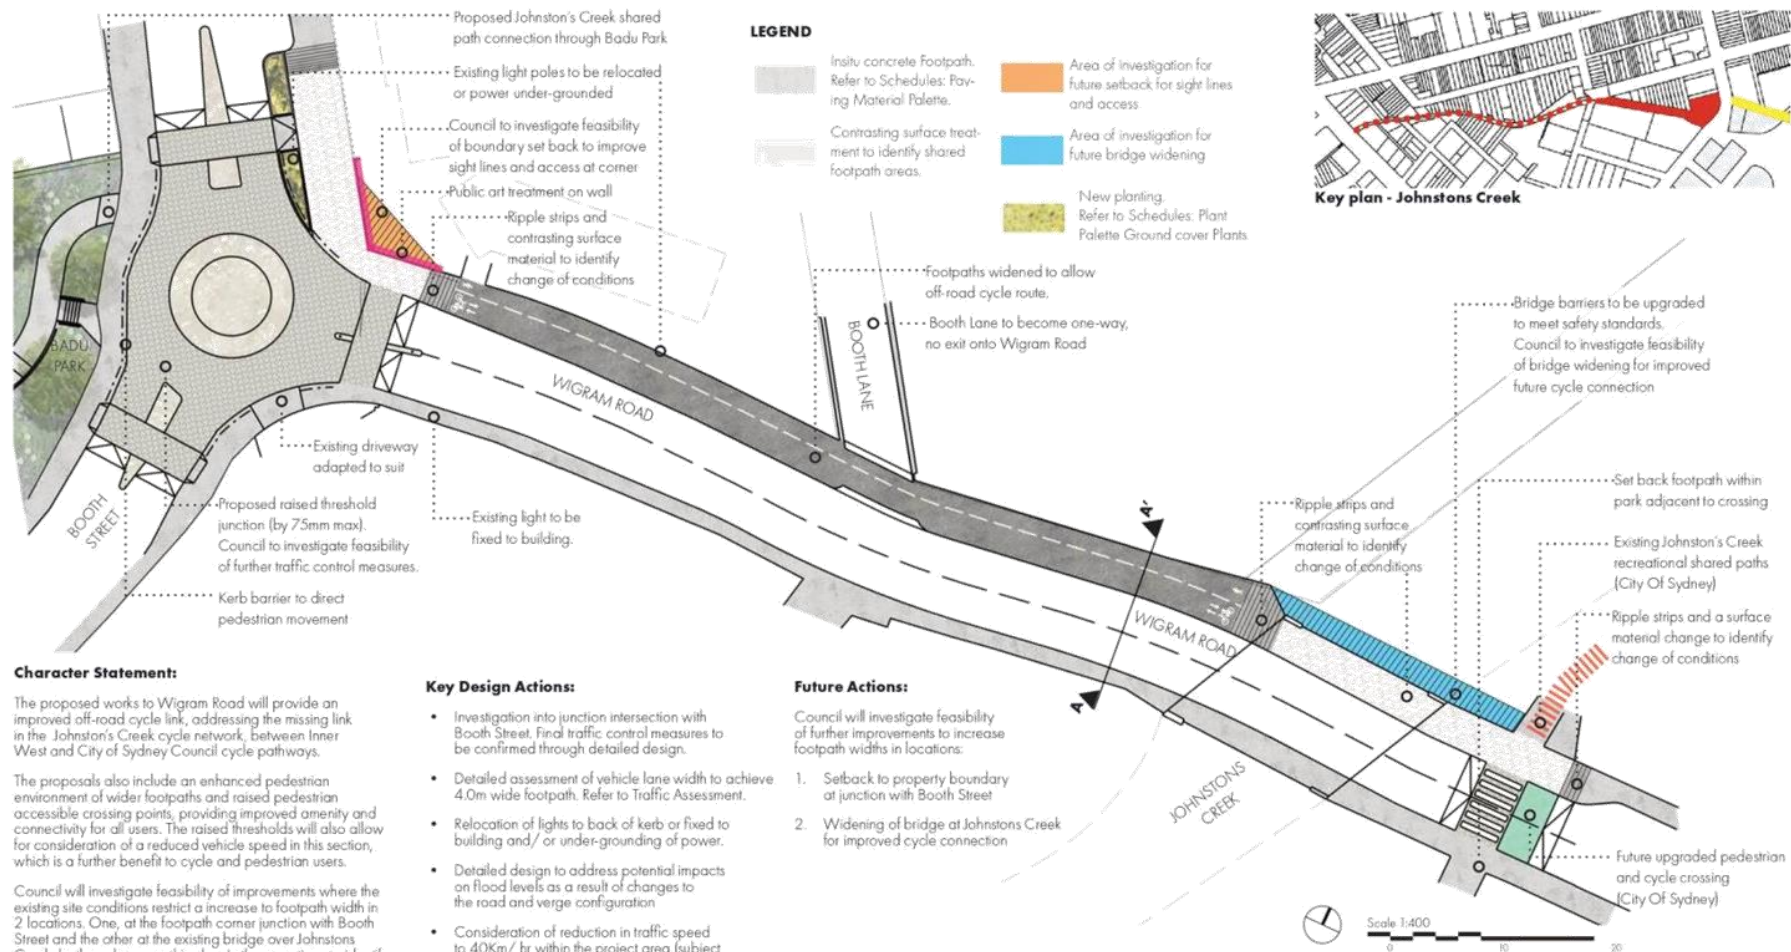 Proposed Johnston's Creek shared
path connection through Badu Park
Existing light poles to be relocated
or power under-grounded
Council to investigate feasibility
of boundary set back to improve
sight lines and access at corner
Public art treatment on wall
Ripple strips and
contrasting surface
material to identify
change of conditions
LEGEND
Insitu concrete Footpath.
Refer to Schedules: Pav-
ing Material Palette.
Contrasting surface treat-
ment to identify shared
footpath areas.
Area of investigation for
future setback for sight lines
and access
Area of investigation for
future bridge widening
New planting.
Refer to Schedules: Plant
Palette Ground cover Plants.
Key plan - Johnstons Creek
Footpaths widened to allow
off-road cycle route.
Booth Lane to become one-way,
no exit onto Wigram Road
BOOTH LANE
Bridge barriers to be upgraded
to meet safety standards.
Council to investigate feasibility
of bridge widening for improved
future cycle connection
BADU
PARK
WIGRAM ROAD
Existing driveway
adapted to suit
BOOTH
STREET
Proposed raised threshold
junction (by 75mm max).
Council to investigate feasibility
of further traffic control measures.
Kerb barrier to direct
pedestrian movement
Existing light to be
fixed to building.
Ripple strips and
contrasting surface
material to identify
change of conditions
Set back footpath within
park adjacent to crossing
Existing Johnston's Creek
recreational shared paths
(City Of Sydney)
Ripple strips and a surface
material change to identify
change of conditions
A'
A
WIGRAM ROAD
JOHNSTONS
CREEK
Future upgraded pedestrian
and cycle crossing
(City Of Sydney)
Scale 1:400
0 10 20
Character Statement:
The proposed works to Wigram Road will provide an
improved off-road cycle link, addressing the missing link
in the Johnston's Creek cycle network, between Inner
West and City of Sydney Council cycle pathways.
The proposals also include an enhanced pedestrian
environment of wider footpaths and raised pedestrian
accessible crossing points, providing improved amenity and
connectivity for all users. The raised thresholds will also allow
for consideration of a reduced vehicle speed in this section,
which is a further benefit to cycle and pedestrian users.
Council will investigate feasibility of improvements where the
existing site conditions restrict a increase to footpath width in
2 locations. One, at the footpath corner junction with Booth
Street and the other at the existing bridge over Johnstons
Key Design Actions:
• Investigation into junction intersection with
Booth Street. Final traffic control measures to
be confirmed through detailed design.
• Detailed assessment of vehicle lane width to achieve
4.0m wide footpath. Refer to Traffic Assessment.
• Relocation of lights to back of kerb or fixed to
building and/ or under-grounding of power.
• Detailed design to address potential impacts
on flood levels as a result of changes to
the road and verge configuration
• Consideration of reduction in traffic speed
to 40Km/ hr within the project area (subject
Future Actions:
Council will investigate feasibility
of further improvements to increase
footpath widths in locations:
1. Setback to property boundary
at junction with Booth Street
2. Widening of bridge at Johnstons Creek
for improved cycle connection